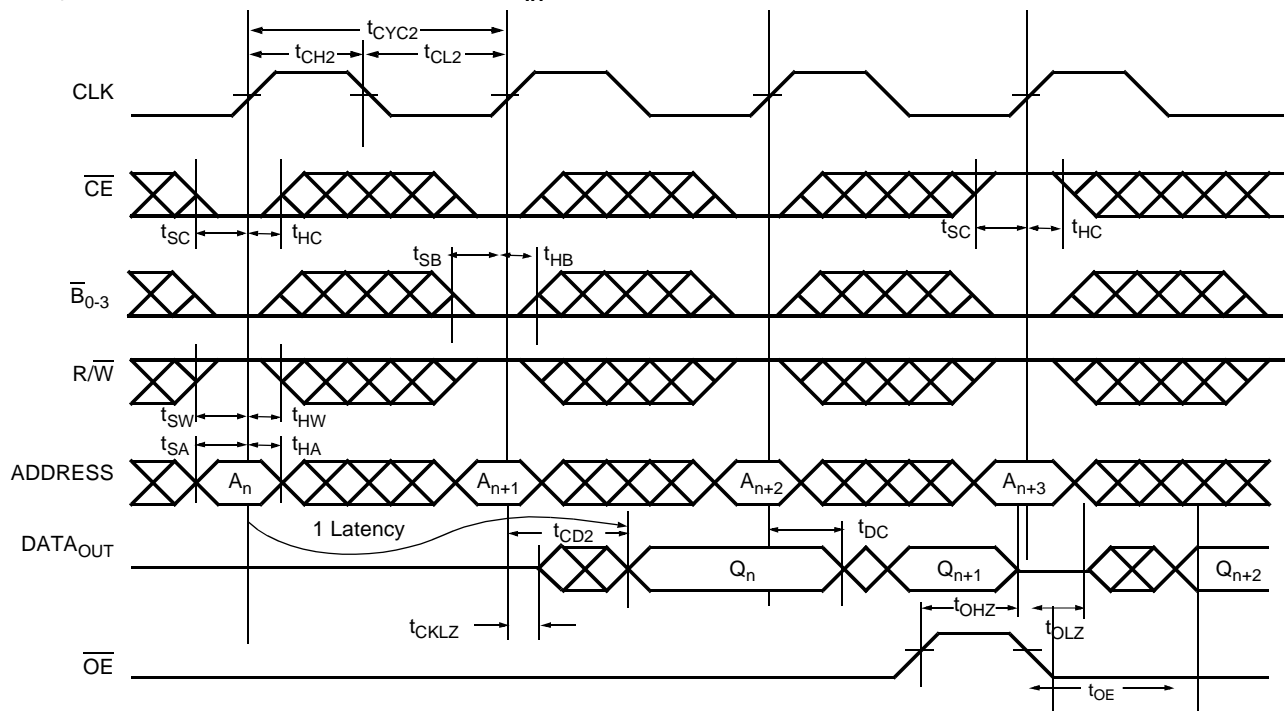 tCYC2
tCH2
tCL2
CLK
CE
tSC
tHC
tSC
tHC
tSB
tHB
B0-3
R/W
tSW
tHW
tSA
tHA
ADDRESS
An
An+1
An+2
An+3
1 Latency
tCD2
tDC
DATAOUT
Qn
Qn+1
Qn+2
tOHZ
tCKLZ
tOLZ
OE
tOE